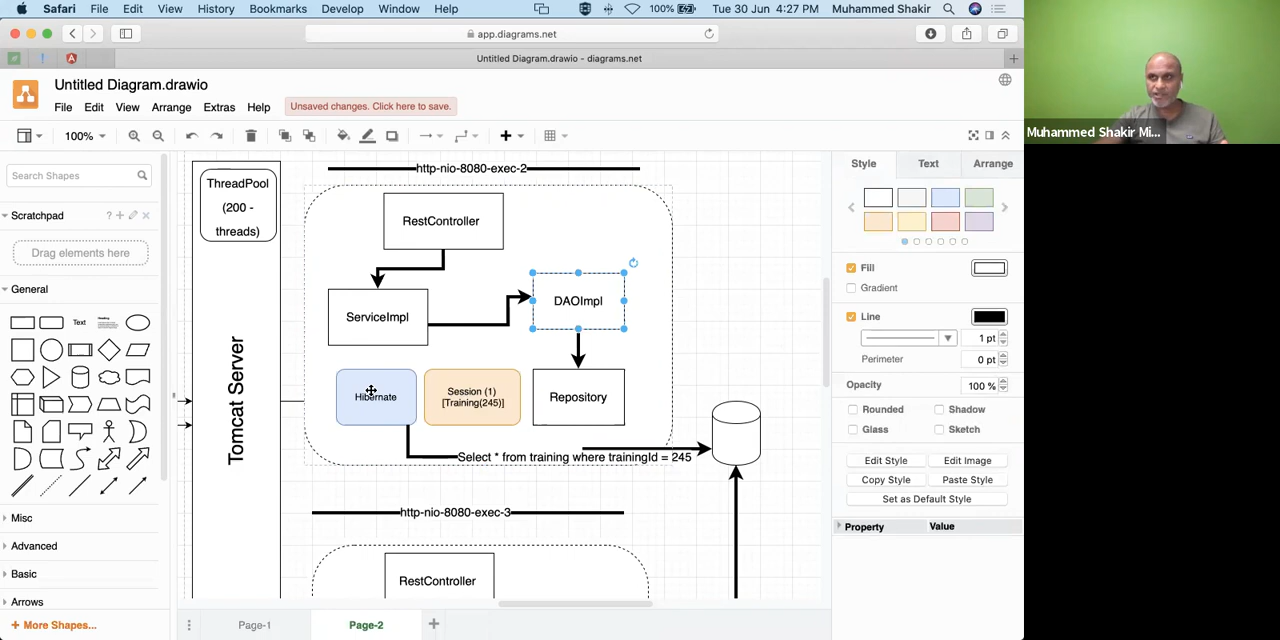 Safari File Edit View History Bookmarks Develop Window Help 100% Tue 30 Jun 4:27 PM Muhammed Shakir
app.diagrams.net
Untitled Diagram.drawio - diagrams.net
Untitled Diagram.drawio
File Edit View Arrange Extras Help Unsaved changes. Click here to save.
100%
Search Shapes
Scratchpad ?
Drag elements here
General
Text
Misc
Advanced
Basic
Arrows
+ More Shapes...
ThreadPool
(200 -
threads)
Tomcat Server
http-nio-8080-exec-2
RestController
ServiceImpl
DAOImpl
Hibernate
Session (1)
[Training(245)]
Repository
Select * from training where trainingId = 245
http-nio-8080-exec-3
RestController
Page-1 Page-2
Style Text Arrange
Fill
Gradient
Line
1 pt
Perimeter 0 pt
Opacity 100 %
Rounded Shadow
Glass Sketch
Edit Style Edit Image
Copy Style Paste Style
Set as Default Style
Property Value
Muhammed Shakir Mi...